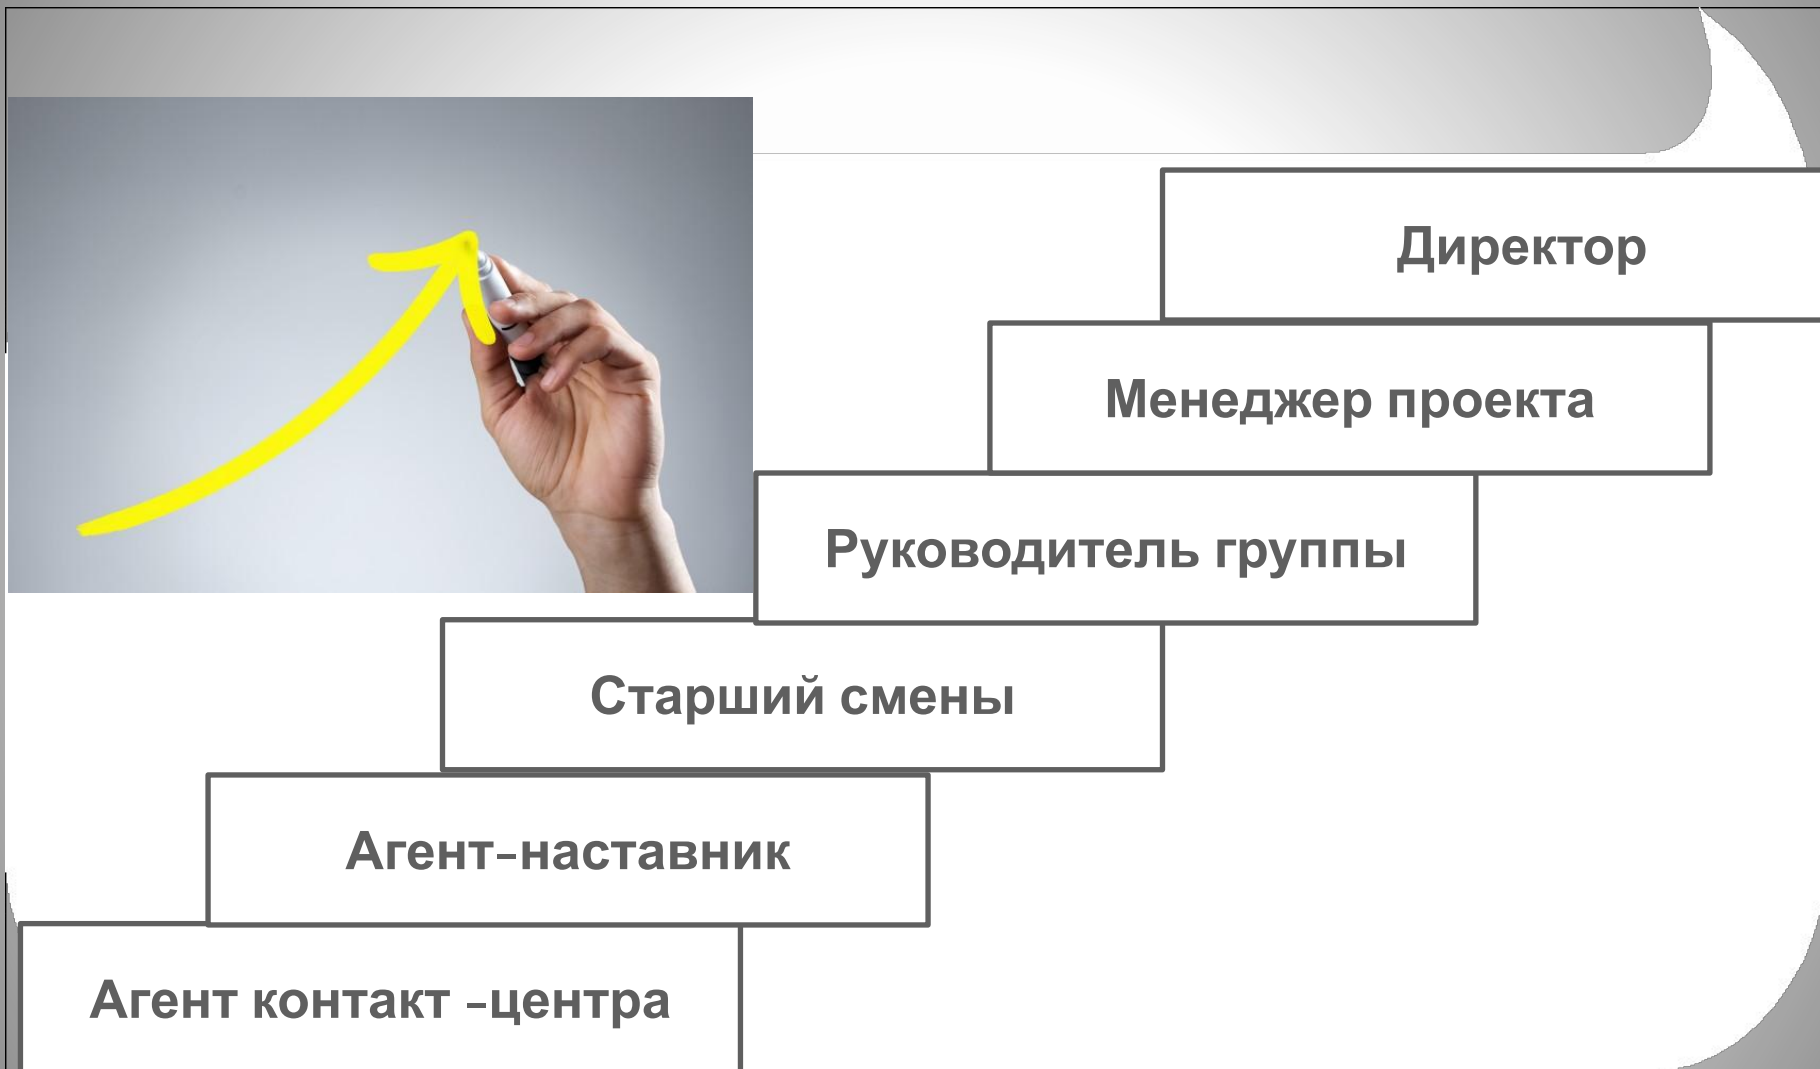 Директор
Менеджер проекта
Руководитель группы
Старший смены
Агент-наставник
Агент контакт -центра